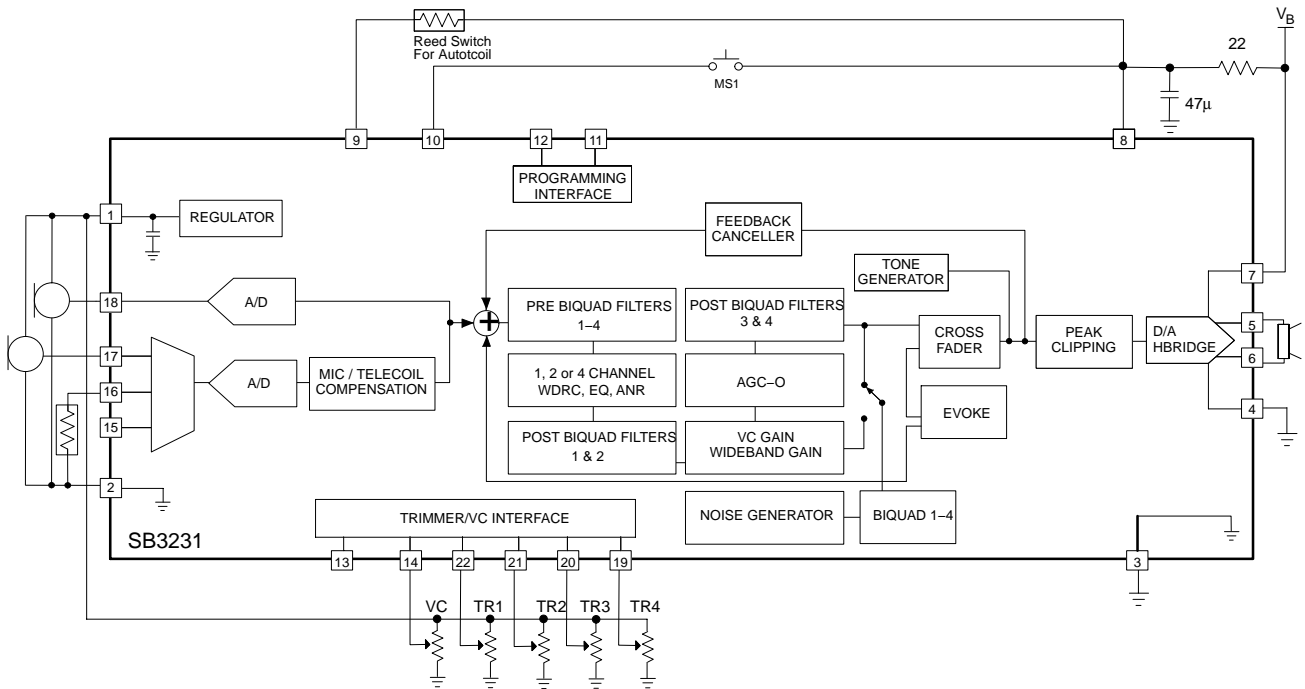 V_B
Reed Switch
For Autotcoil
22
MS1
47µ
9
10
12
11
8
PROGRAMMING
INTERFACE
1
REGULATOR
FEEDBACK
CANCELLER
TONE
GENERATOR
7
18
A/D
PRE BIQUAD FILTERS
1–4
POST BIQUAD FILTERS
3 & 4
CROSS
FADER
PEAK
CLIPPING
D/A
HBRIDGE
5
6
17
16
15
A/D
MIC / TELECOIL
COMPENSATION
1, 2 or 4 CHANNEL
WDRC, EQ, ANR
AGC–O
EVOKE
4
POST BIQUAD FILTERS
1 & 2
VC GAIN
WIDEBAND GAIN
2
TRIMMER/VC INTERFACE
NOISE GENERATOR
BIQUAD 1–4
SB3231
13
14
22
21
20
19
3
VC
TR1
TR2
TR3
TR4